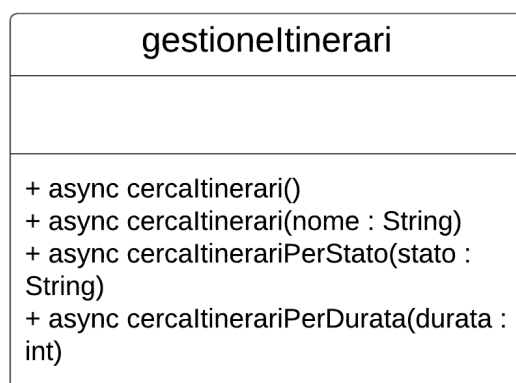 gestioneItinerari
+ async cercaItinerari()
+ async cercaItinerari(nome : String)
+ async cercaItinerariPerStato(stato :
String)
+ async cercaItinerariPerDurata(durata :
int)